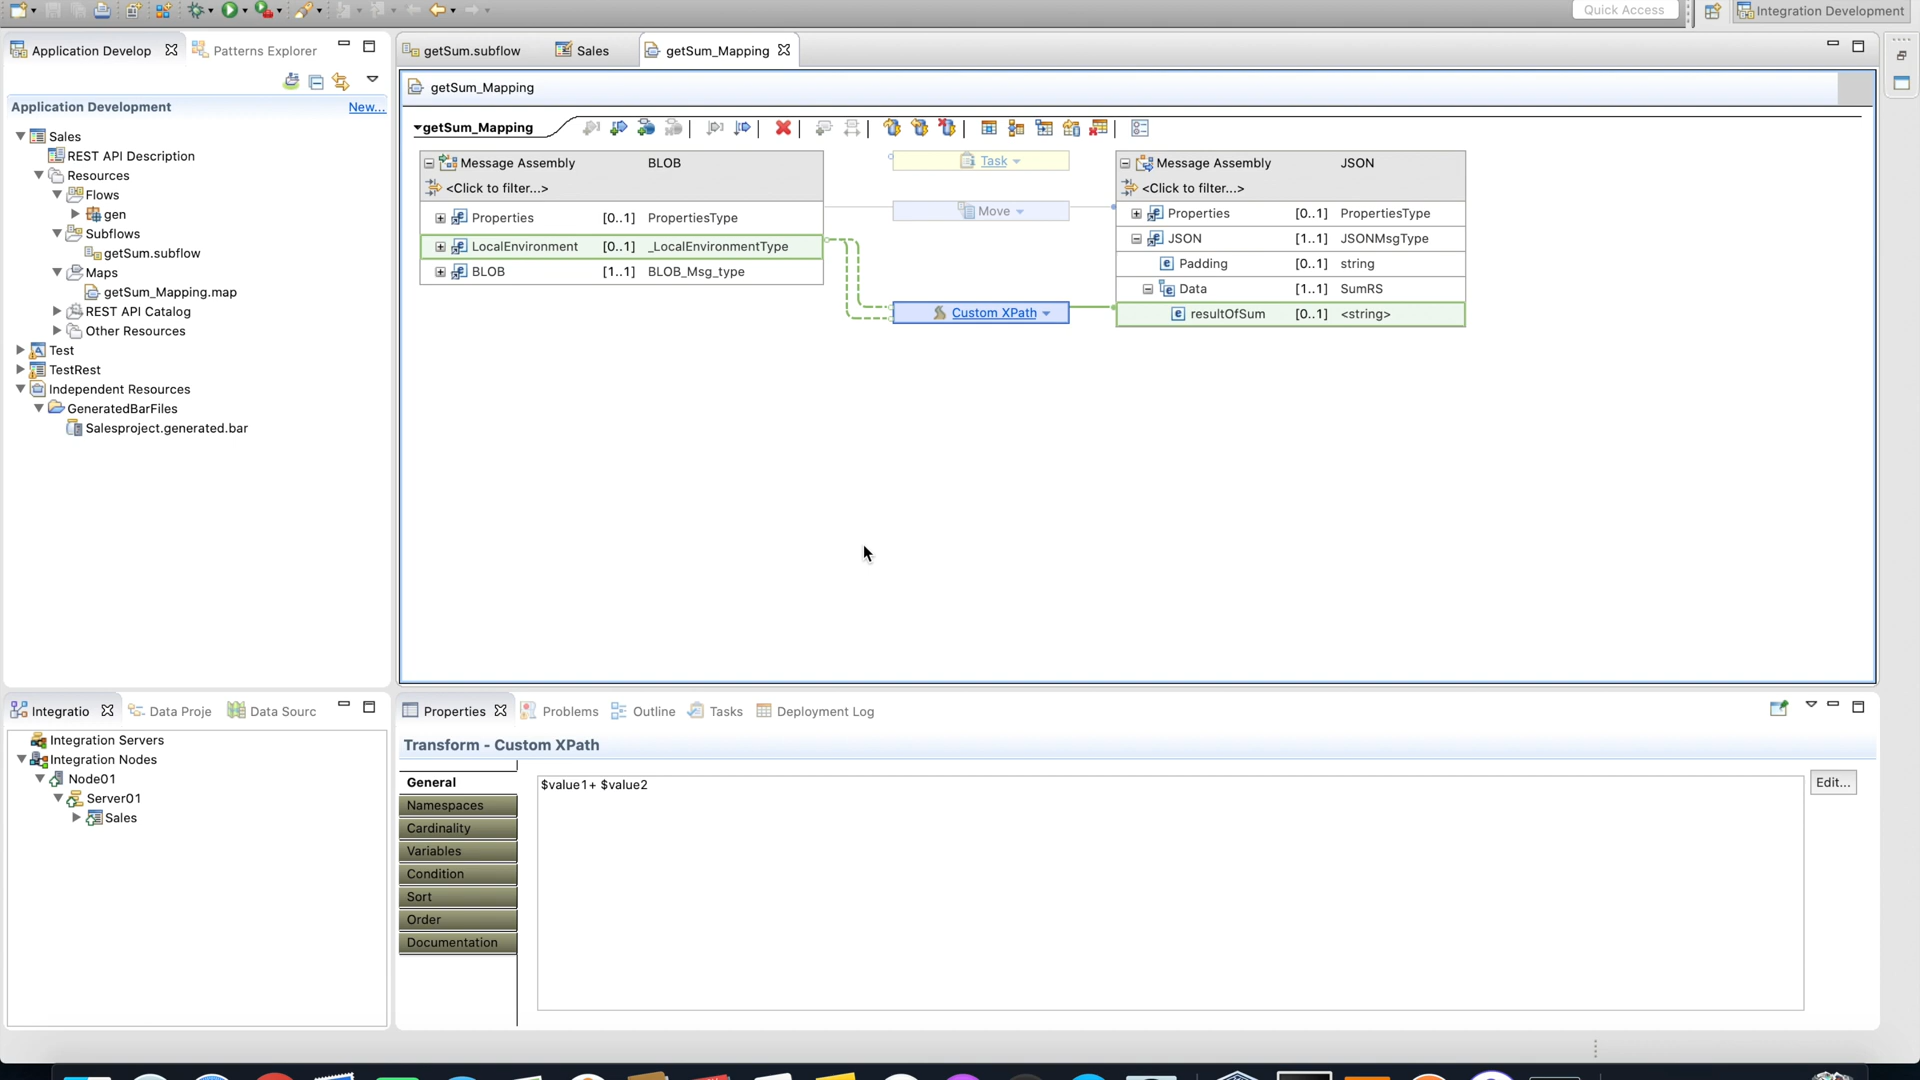 Quick Access
Integration Development
Application Develop
Patterns Explorer
Application Development
New...
Sales
REST API Description
Resources
Flows
gen
Subflows
getSum.subflow
Maps
getSum_Mapping.map
REST API Catalog
Other Resources
Test
TestRest
Independent Resources
GeneratedBarFiles
Salesproject.generated.bar
getSum.subflow
Sales
getSum_Mapping
getSum_Mapping
getSum_Mapping
Message Assembly BLOB
<Click to filter...>
Properties [0..1] PropertiesType
LocalEnvironment [0..1] _LocalEnvironmentType
BLOB [1..1] BLOB_Msg_type
Task
Move
Custom XPath
Message Assembly JSON
<Click to filter...>
Properties [0..1] PropertiesType
JSON [1..1] JSONMsgType
Padding [0..1] string
Data [1..1] SumRS
resultOfSum [0..1] <string>
Integratio
Data Proje
Data Sourc
Integration Servers
Integration Nodes
Node01
Server01
Sales
Properties
Problems
Outline
Tasks
Deployment Log
Transform - Custom XPath
General
Namespaces
Cardinality
Variables
Condition
Sort
Order
Documentation
$value1+ $value2
Edit...